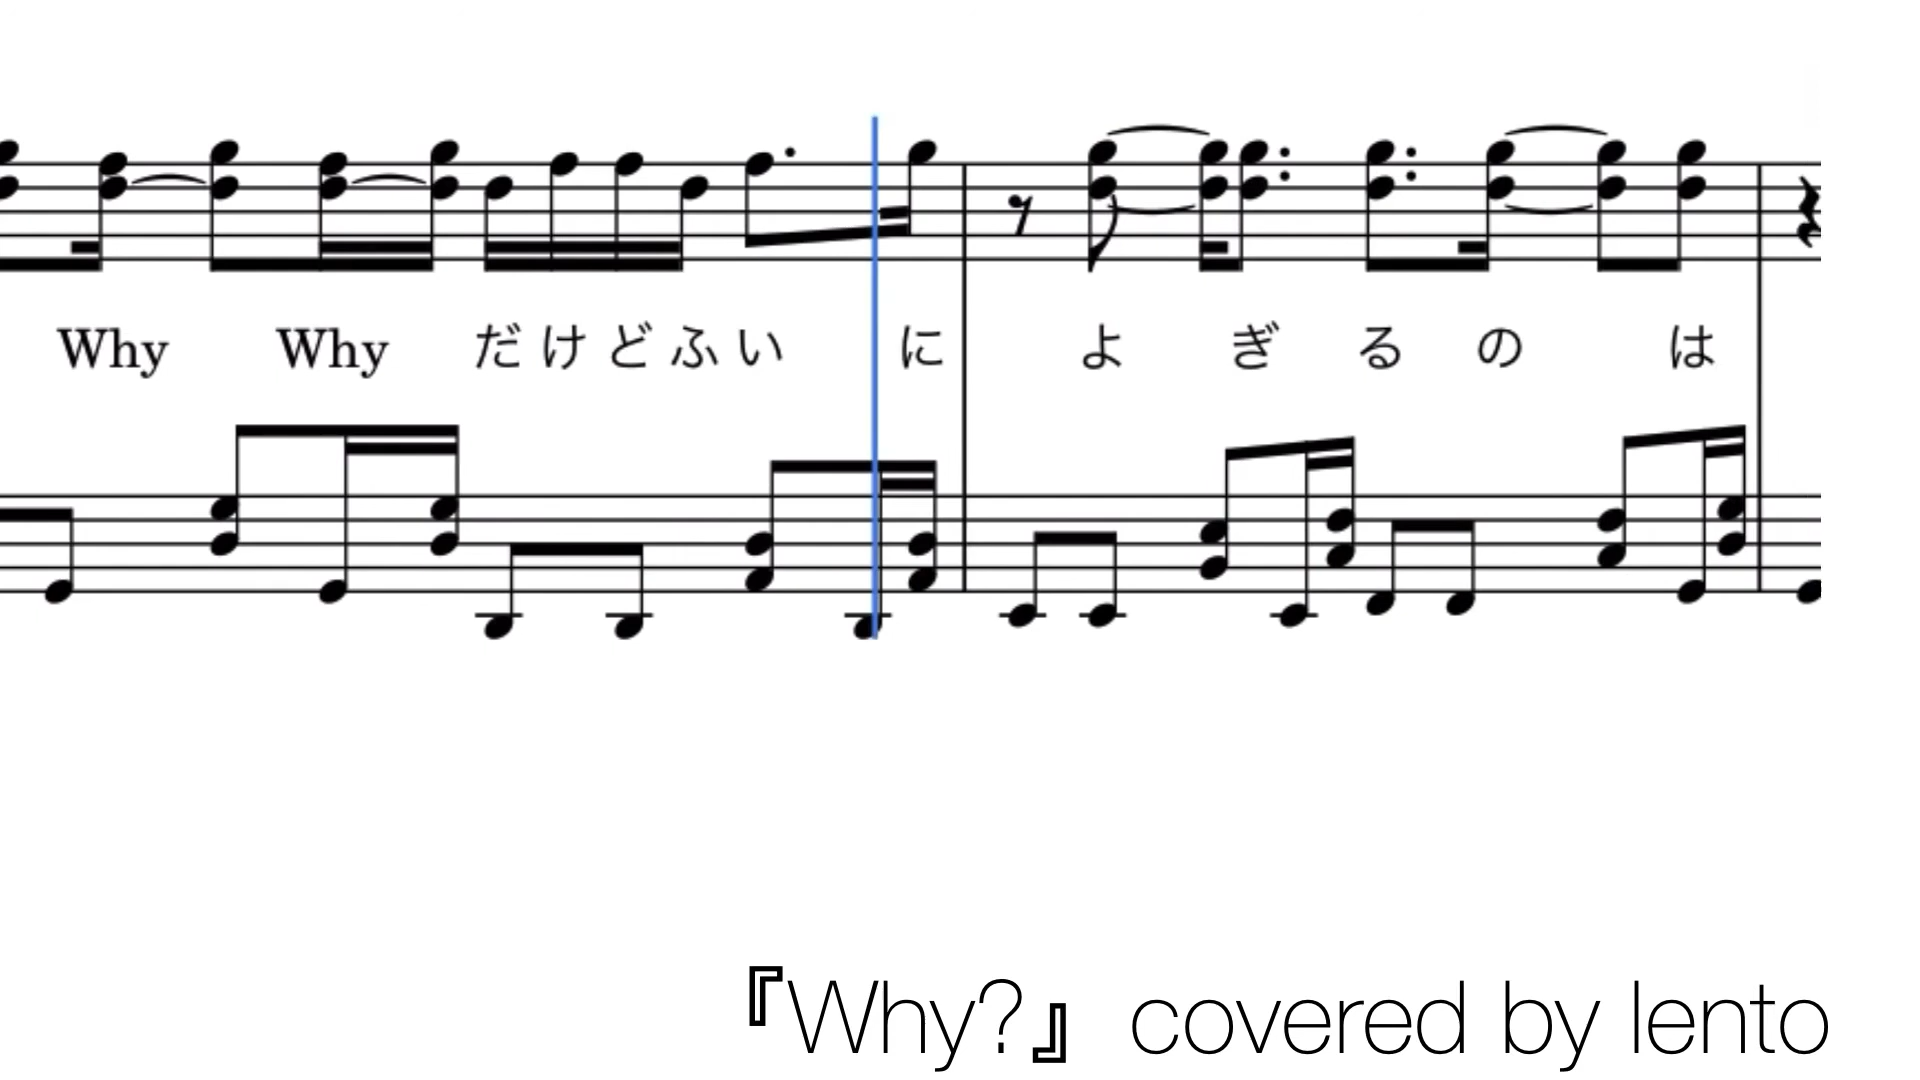 Why Why だ け ど ふ い に よ ぎ る の は
『Why?』 covered by lento